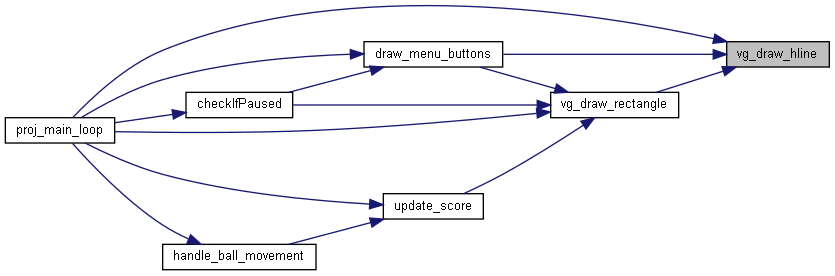 draw_menu_buttons
vg_draw_hline
checkIfPaused
vg_draw_rectangle
proj_main_loop
update_score
handle_ball_movement